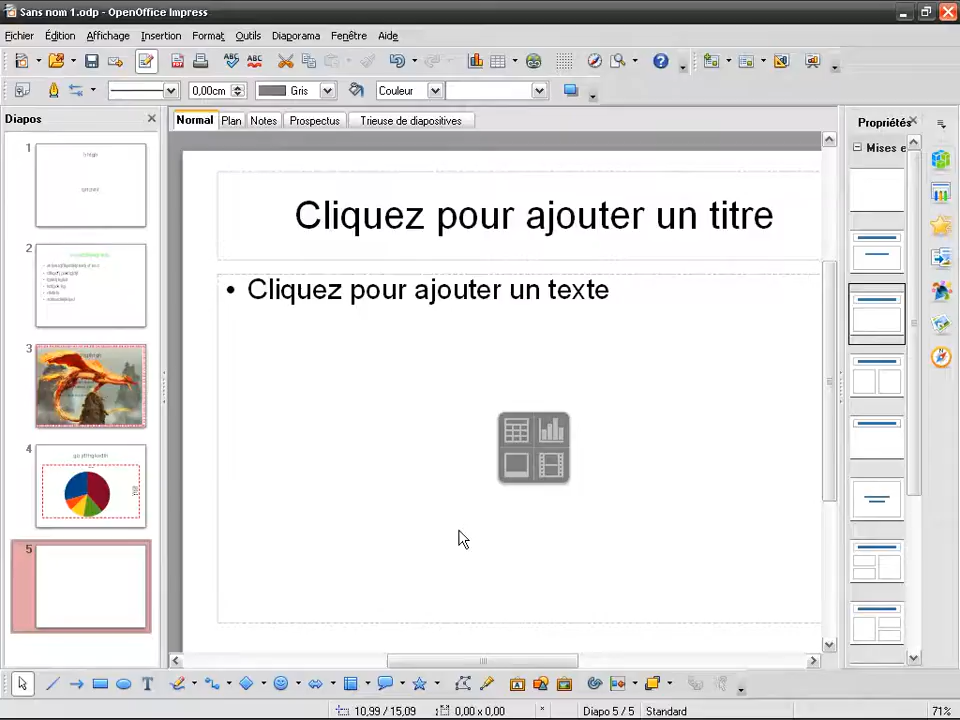 Sans nom 1.odp - OpenOffice Impress
Fichier Édition Affichage Insertion Format Outils Diaporama Fenêtre Aide
0,00cm Gris Couleur
Diapos
Normal Plan Notes Prospectus Trieuse de diapositives
Propriétés
Mises e
1
2
3
4
5
Cliquez pour ajouter un titre
• Cliquez pour ajouter un texte
10,99 / 15,09 0,00 x 0,00 * Diapo 5 / 5 Standard 71%